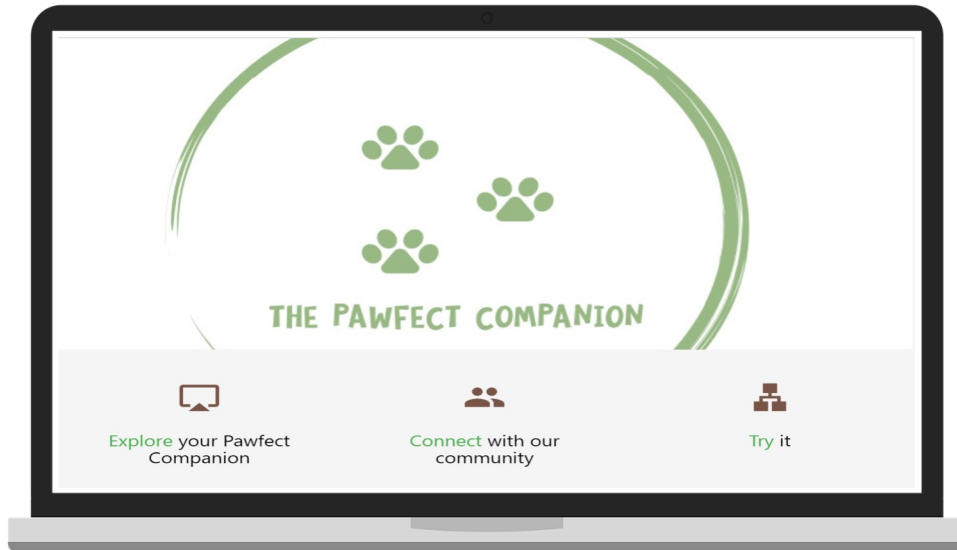 THE PAWFECT COMPANION
Explore your Pawfect
Companion
Connect with our
community
Try it